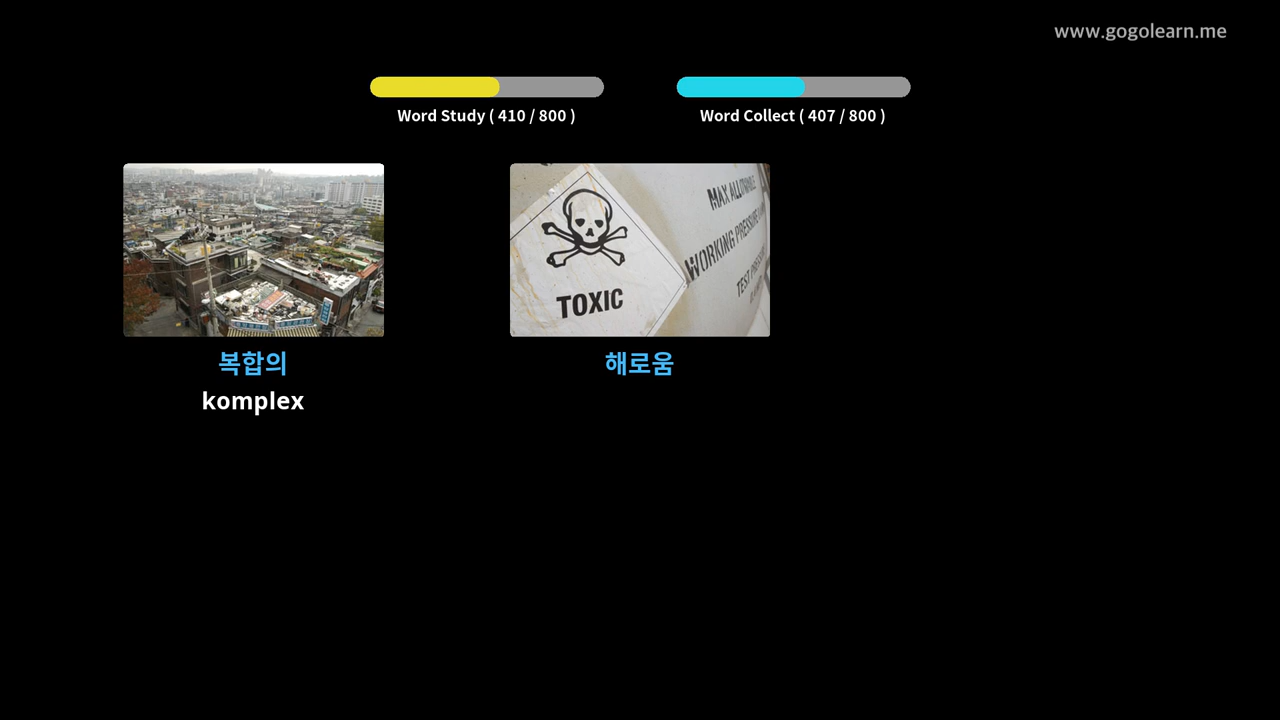 www.gogolearn.me
Word Study ( 410 / 800 )
Word Collect ( 407 / 800 )
TOXIC
MAX ALLOWABLE
WORKING PRESSURE
TEST PRESSURE
복합의
해로움
komplex